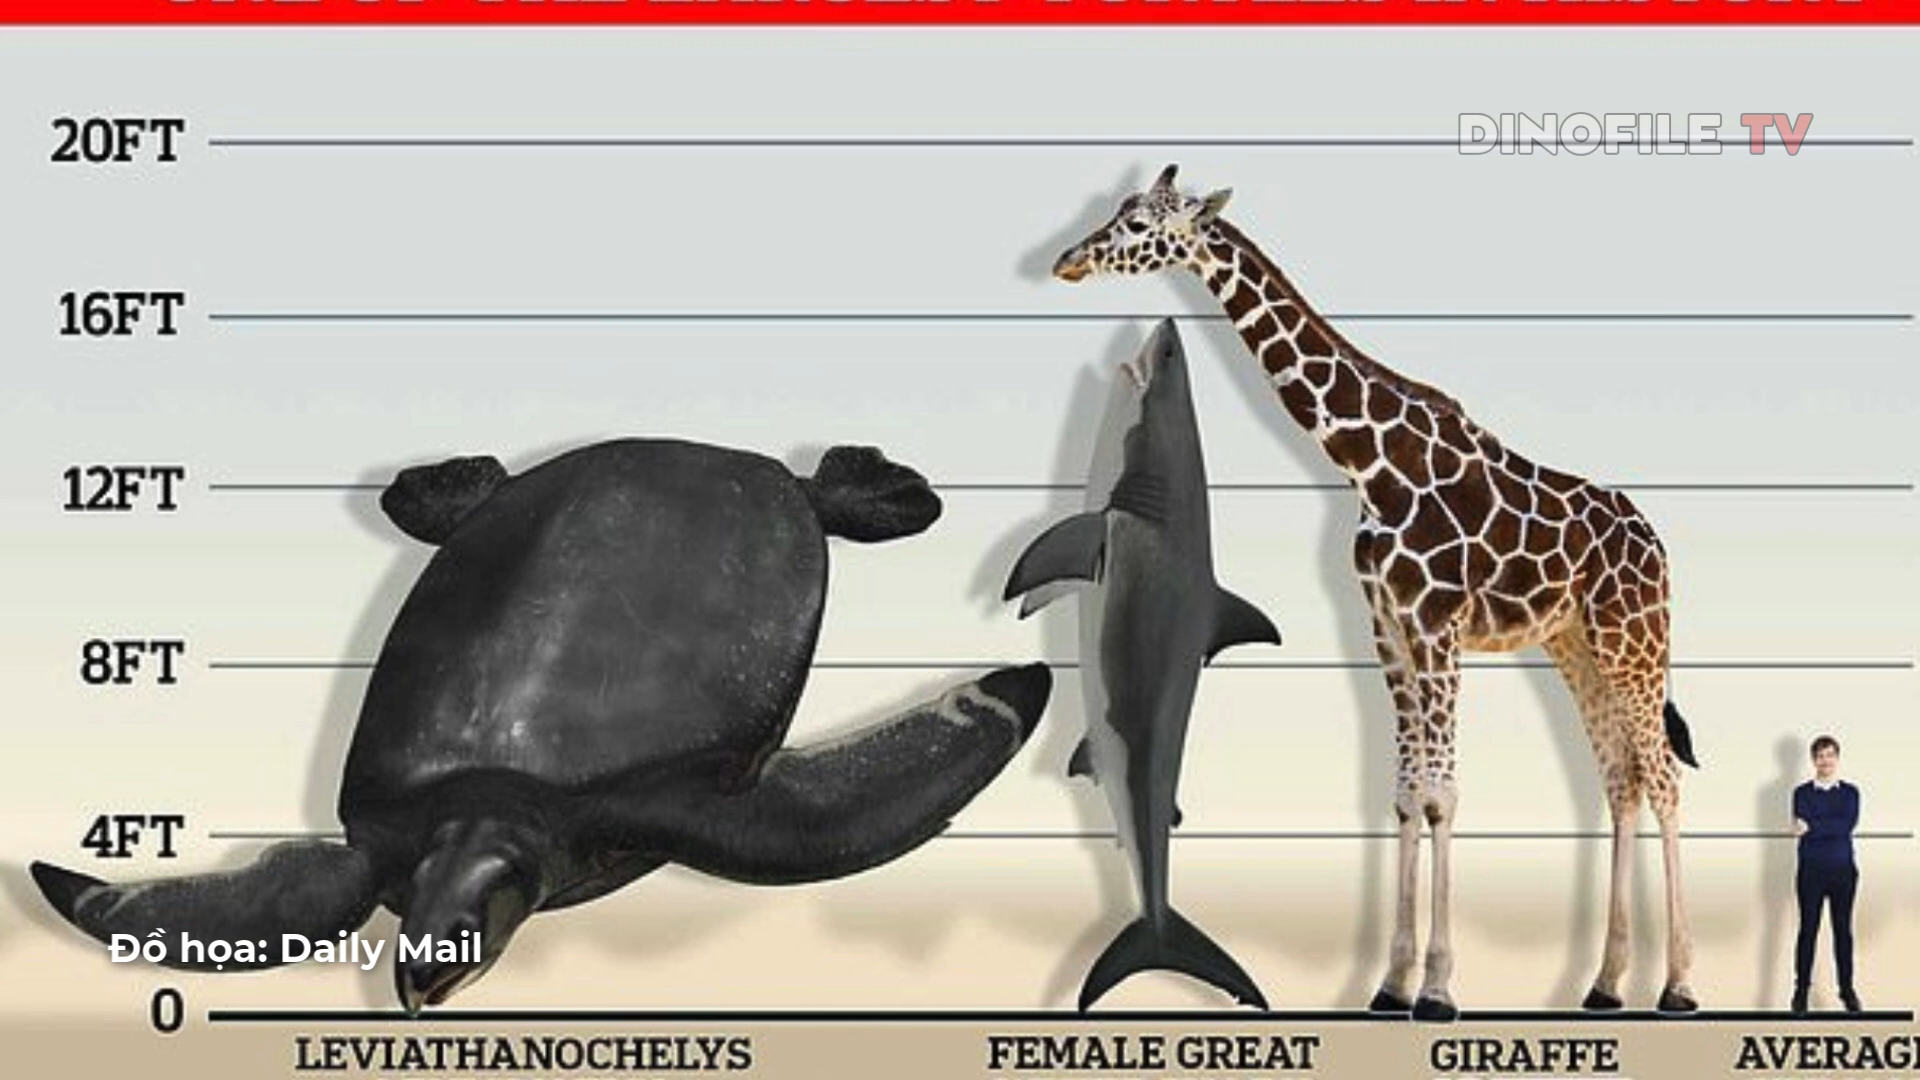 DINOFILE TV
20FT
16FT
12FT
8FT
4FT
Đồ họa: Daily Mail
0
LEVIATHANOCHELYS
FEMALE GREAT
GIRAFFE